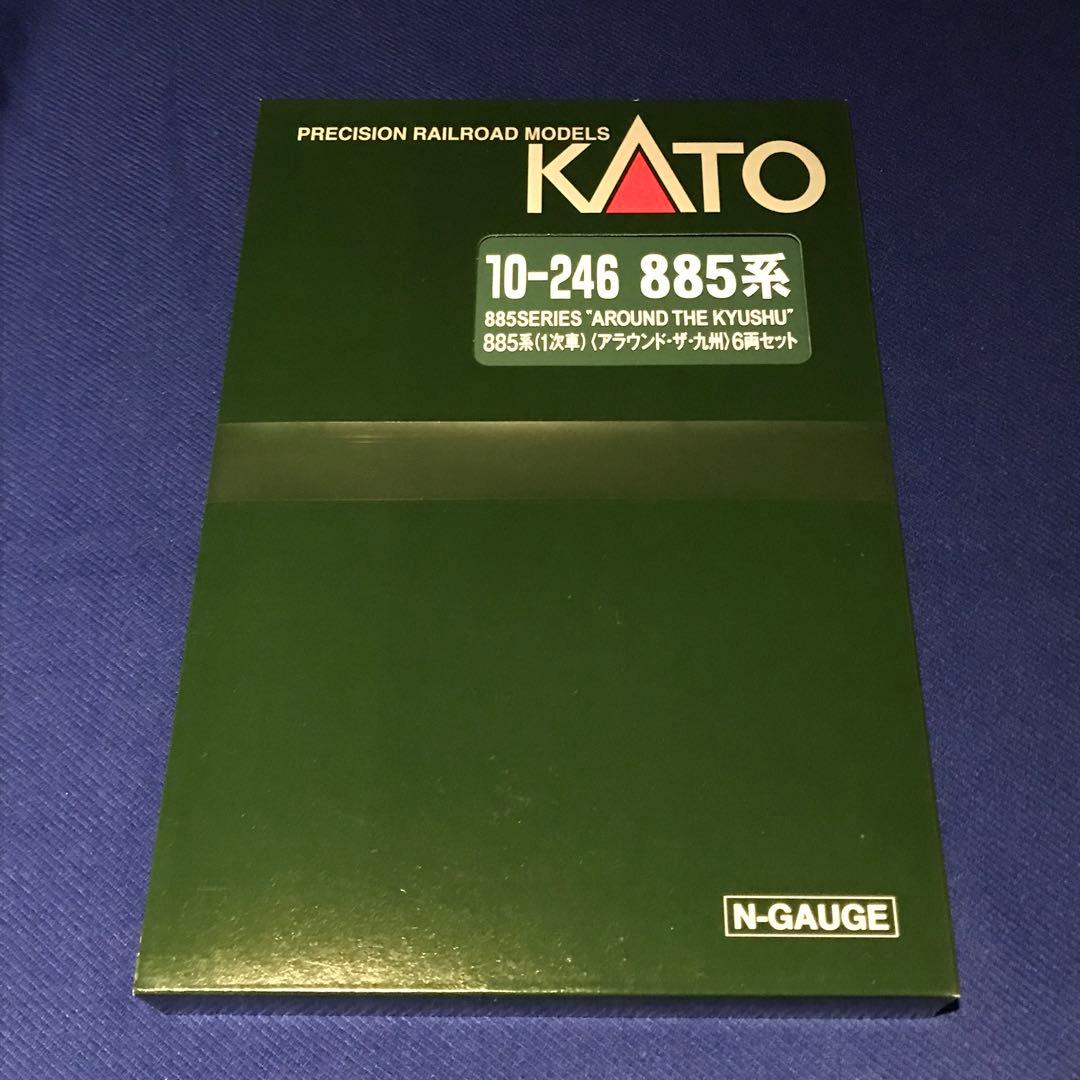 PRECISION RAILROAD MODELS
KATO
10-246 885系
885SERIES "AROUND THE KYUSHU"
885系(1次車)〈アラウンド・ザ・九州〉6両セット
N-GAUGE